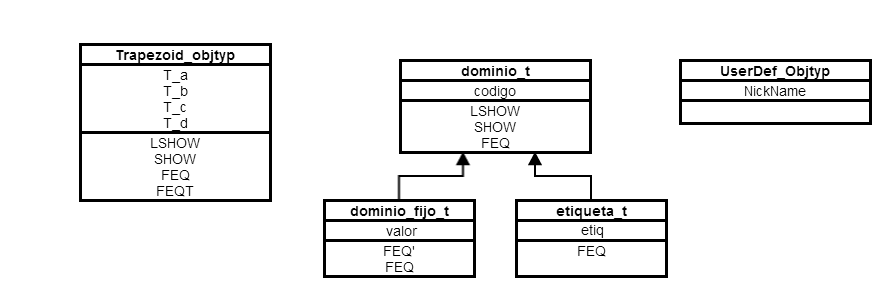 Trapezoid_objtyp
T_a
T_b
T_c
T_d
LSHOW
SHOW
FEQ
FEQT
dominio_t
codigo
LSHOW
SHOW
FEQ
UserDef_Objtyp
NickName
dominio_fijo_t
valor
FEQ'
FEQ
etiqueta_t
etiq
FEQ